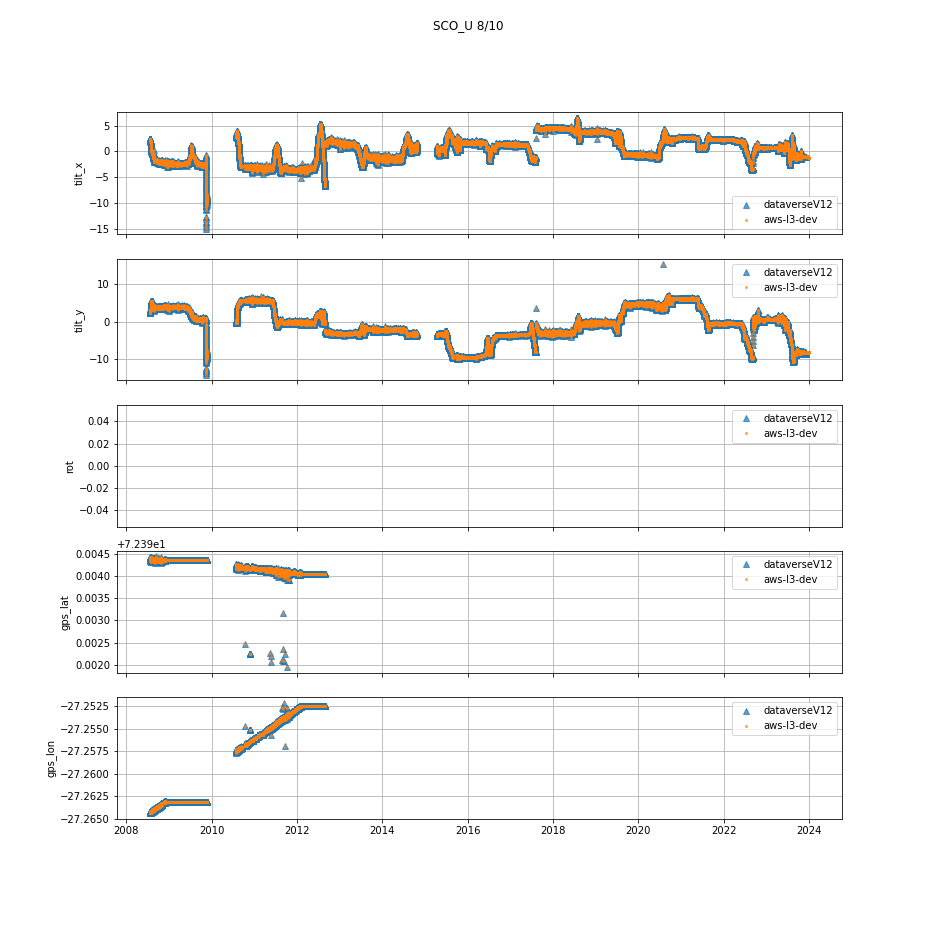 SCO_U 8/10
5
0
−5
−10
−15
tilt_x
dataverseV12
aws-l3-dev
10
0
−10
tilt_y
dataverseV12
aws-l3-dev
0.04
0.02
0.00
−0.02
−0.04
rot
dataverseV12
aws-l3-dev
+7.239e1
0.0045
0.0040
0.0035
0.0030
0.0025
0.0020
gps_lat
dataverseV12
aws-l3-dev
−27.2525
−27.2550
−27.2575
−27.2600
−27.2625
−27.2650
gps_lon
dataverseV12
aws-l3-dev
2008 2010 2012 2014 2016 2018 2020 2022 2024